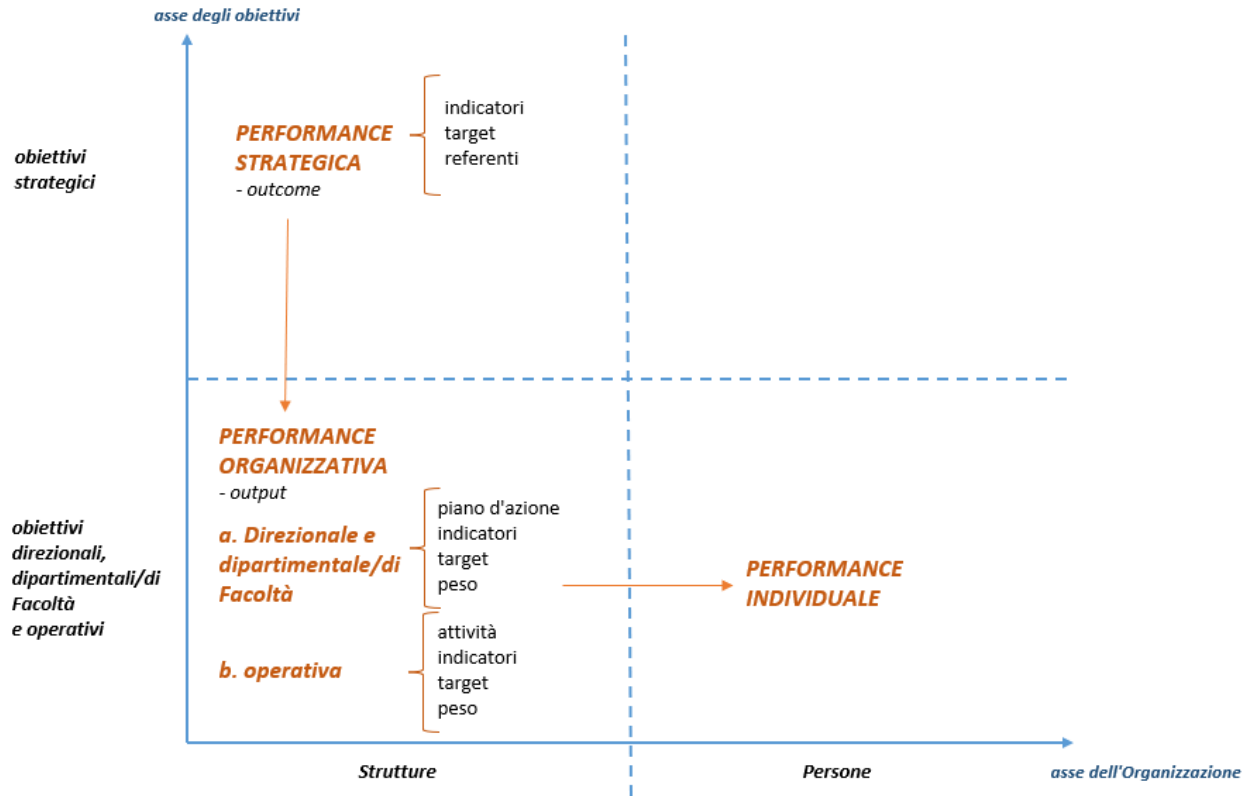 asse degli obiettivi
obiettivi
strategici
PERFORMANCE
STRATEGICA
- outcome
indicatori
target
referenti
PERFORMANCE
ORGANIZZATIVA
- output
obiettivi
direzionali,
dipartimentali/di
Facoltà
e operativi
a. Direzionale e
dipartimentale/di
Facoltà
piano d'azione
indicatori
target
peso
b. operativa
attività
indicatori
target
peso
PERFORMANCE
INDIVIDUALE
Strutture
Persone
asse dell'Organizzazione